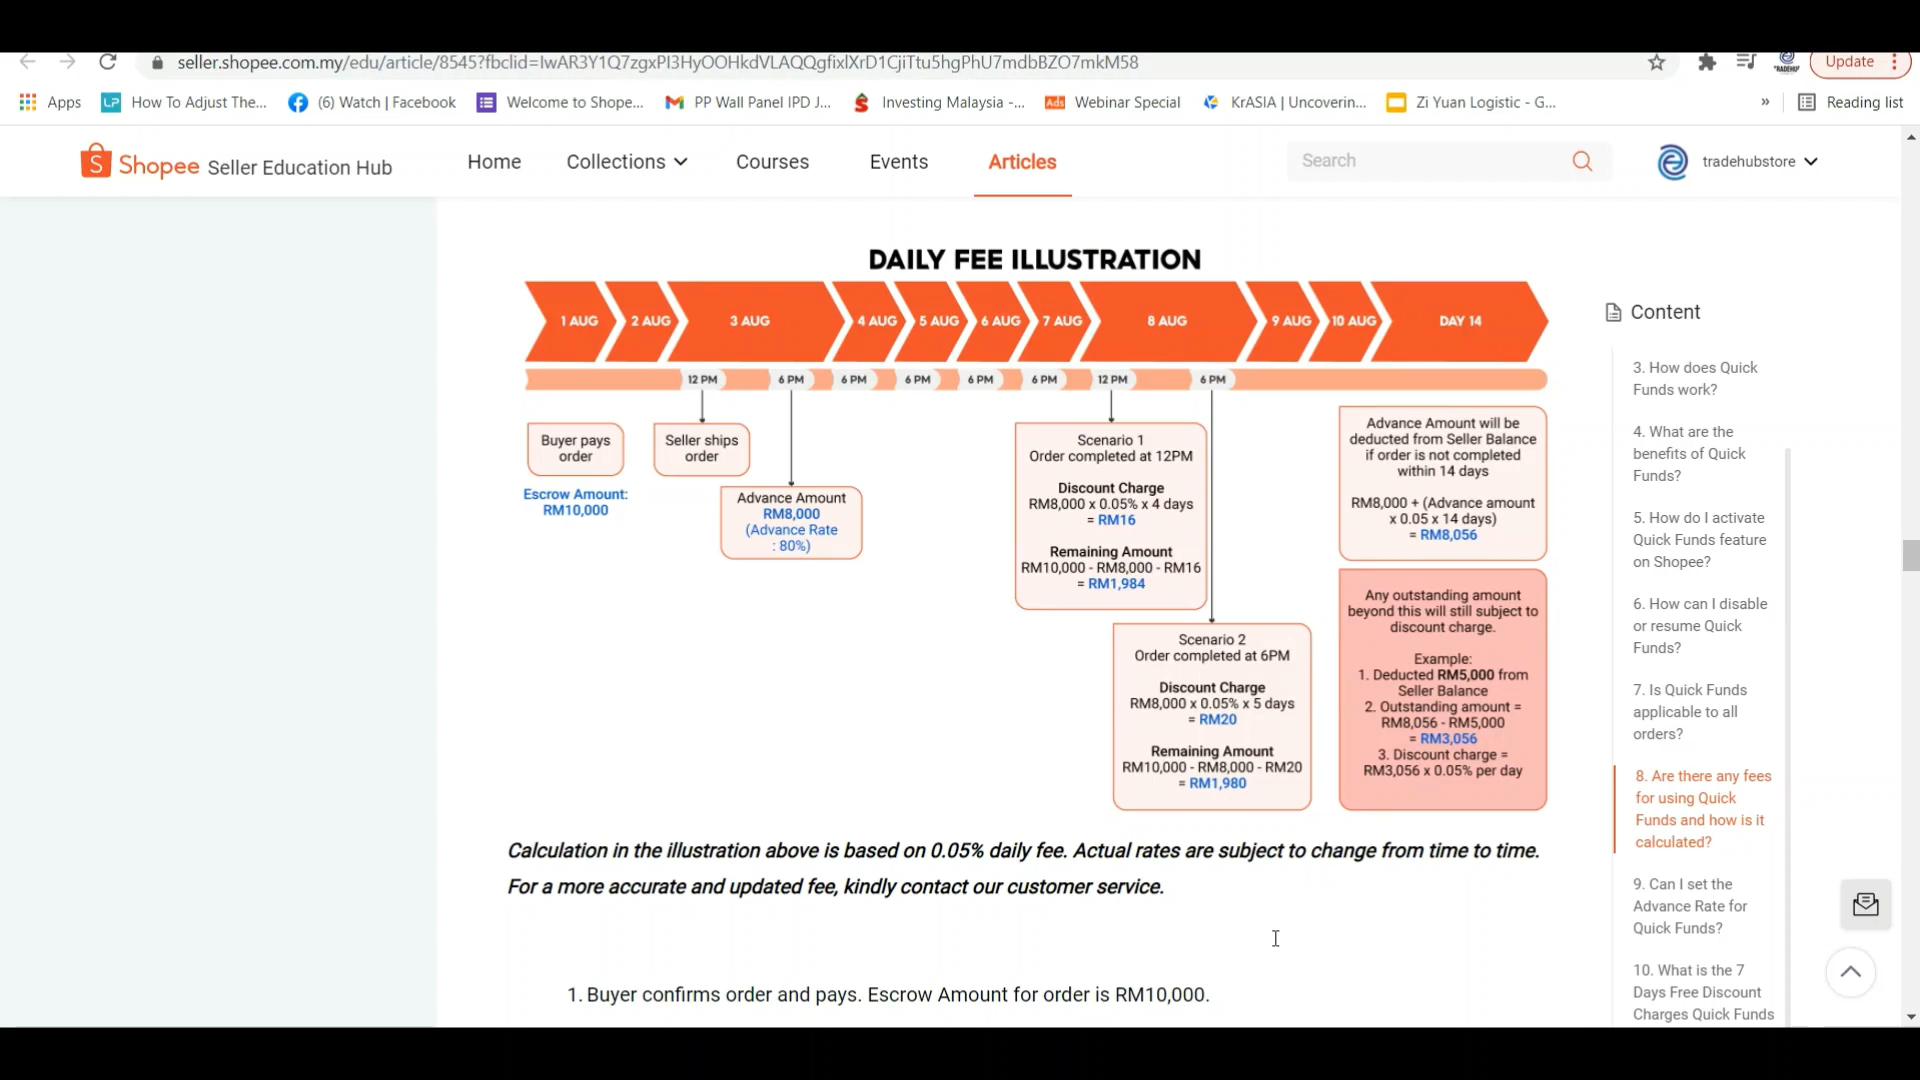 seller.shopee.com.my/edu/article/8545?fbclid=IwAR3Y1Q7zgxPI3HyOOHkdVLAQQgfixlXrD1CjiTtu5hgPhU7mdbBZO7mkM58
Update
Apps
How To Adjust The...
(6) Watch | Facebook
Welcome to Shope...
PP Wall Panel IPD J...
Investing Malaysia -...
Ads
Webinar Special
KrASIA | Uncoverin...
Zi Yuan Logistic - G...
»
Reading list
Shopee Seller Education Hub
Home
Collections
Courses
Events
Articles
Search
tradehubstore
DAILY FEE ILLUSTRATION
1 AUG
2 AUG
3 AUG
4 AUG
5 AUG
6 AUG
7 AUG
8 AUG
9 AUG
10 AUG
DAY 14
12 PM
6 PM
6 PM
6 PM
6 PM
6 PM
12 PM
6 PM
Buyer pays
order
Escrow Amount:
RM10,000
Seller ships
order
Advance Amount
RM8,000
(Advance Rate
: 80%)
Scenario 1
Order completed at 12PM
Discount Charge
RM8,000 x 0.05% x 4 days
= RM16
Remaining Amount
RM10,000 - RM8,000 - RM16
= RM1,984
Scenario 2
Order completed at 6PM
Discount Charge
RM8,000 x 0.05% x 5 days
= RM20
Remaining Amount
RM10,000 - RM8,000 - RM20
= RM1,980
Advance Amount will be
deducted from Seller Balance
if order is not completed
within 14 days
RM8,000 + (Advance amount
x 0.05 x 14 days)
= RM8,056
Any outstanding amount
beyond this will still subject to
discount charge.
Example:
1. Deducted RM5,000 from
Seller Balance
2. Outstanding amount =
RM8,056 - RM5,000
= RM3,056
3. Discount charge =
RM3,056 x 0.05% per day
Calculation in the illustration above is based on 0.05% daily fee. Actual rates are subject to change from time to time.
For a more accurate and updated fee, kindly contact our customer service.
1. Buyer confirms order and pays. Escrow Amount for order is RM10,000.
Content
3. How does Quick
Funds work?
4. What are the
benefits of Quick
Funds?
5. How do I activate
Quick Funds feature
on Shopee?
6. How can I disable
or resume Quick
Funds?
7. Is Quick Funds
applicable to all
orders?
8. Are there any fees
for using Quick
Funds and how is it
calculated?
9. Can I set the
Advance Rate for
Quick Funds?
10. What is the 7
Days Free Discount
Charges Quick Funds